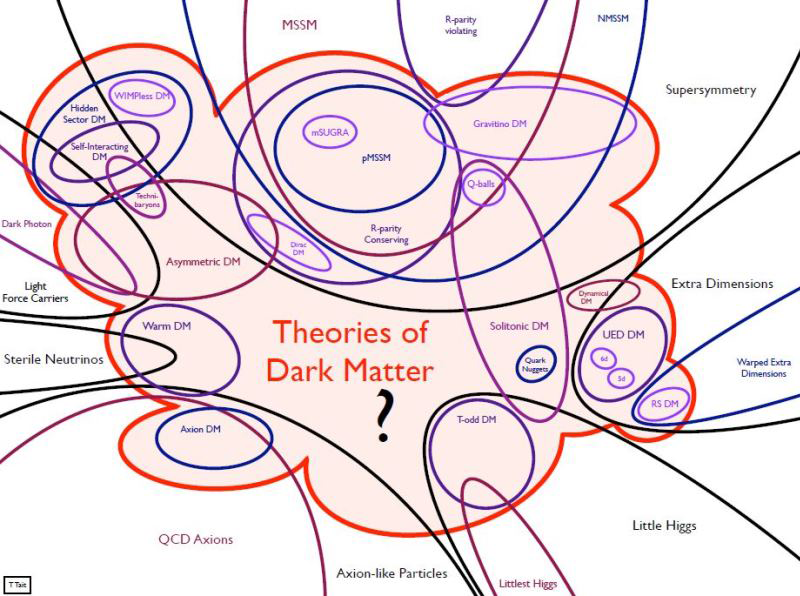 MSSM
R-parity
violating
NMSSM
Supersymmetry
WIMPless DM
Hidden
Sector DM
Self-Interacting
DM
Techni-
baryons
mSUGRA
pMSSM
Gravitino DM
Q-balls
R-parity
Conserving
Dirac
DM
Dark Photon
Asymmetric DM
Light
Force Carriers
Extra Dimensions
Dynamical
DM
Warm DM
Sterile Neutrinos
Theories of
Dark Matter
?
Solitonic DM
Quark
Nuggets
UED DM
6d
5d
RS DM
Warped Extra
Dimensions
Axion DM
T-odd DM
QCD Axions
Axion-like Particles
Littlest Higgs
Little Higgs
T Tait